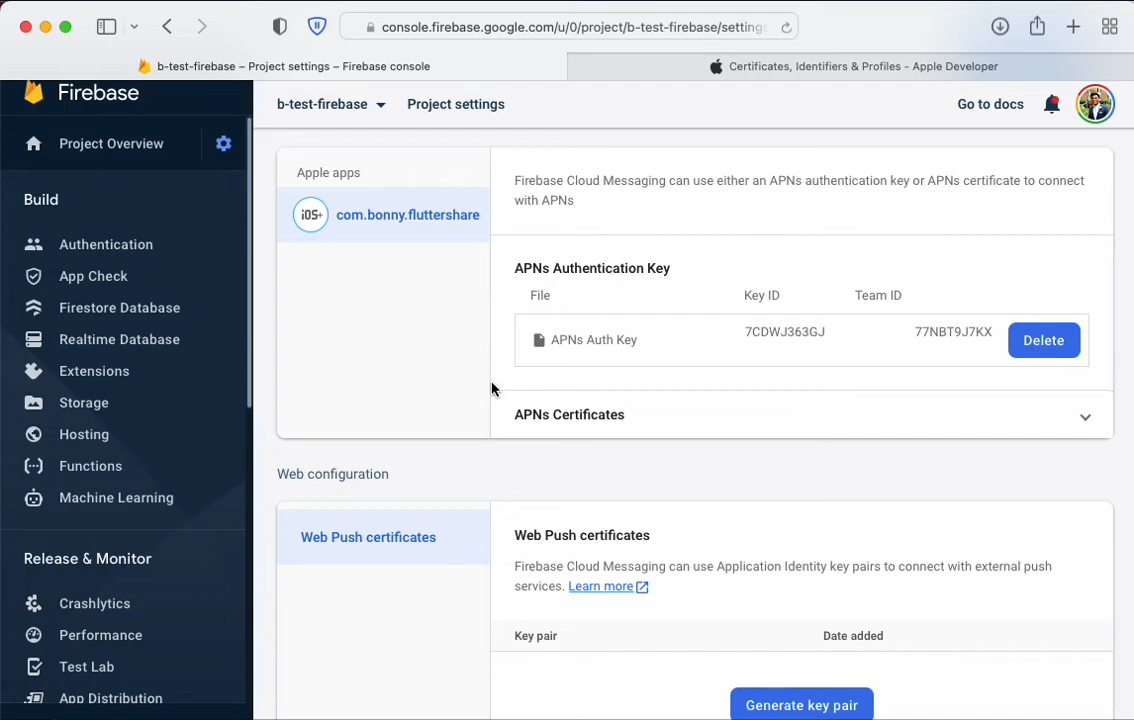 console.firebase.google.com/u/0/project/b-test-firebase/settings
b-test-firebase – Project settings – Firebase console
Certificates, Identifiers & Profiles - Apple Developer
Firebase
b-test-firebase
Project settings
Go to docs
Project Overview
Build
Authentication
App Check
Firestore Database
Realtime Database
Extensions
Storage
Hosting
Functions
Machine Learning
Release & Monitor
Crashlytics
Performance
Test Lab
App Distribution
Apple apps
iOS+
com.bonny.fluttershare
Firebase Cloud Messaging can use either an APNs authentication key or APNs certificate to connect
with APNs
APNs Authentication Key
File
Key ID
Team ID
APNs Auth Key
7CDWJ363GJ
77NBT9J7KX
Delete
APNs Certificates
Web configuration
Web Push certificates
Web Push certificates
Firebase Cloud Messaging can use Application Identity key pairs to connect with external push
services. Learn more
Key pair
Date added
Generate key pair